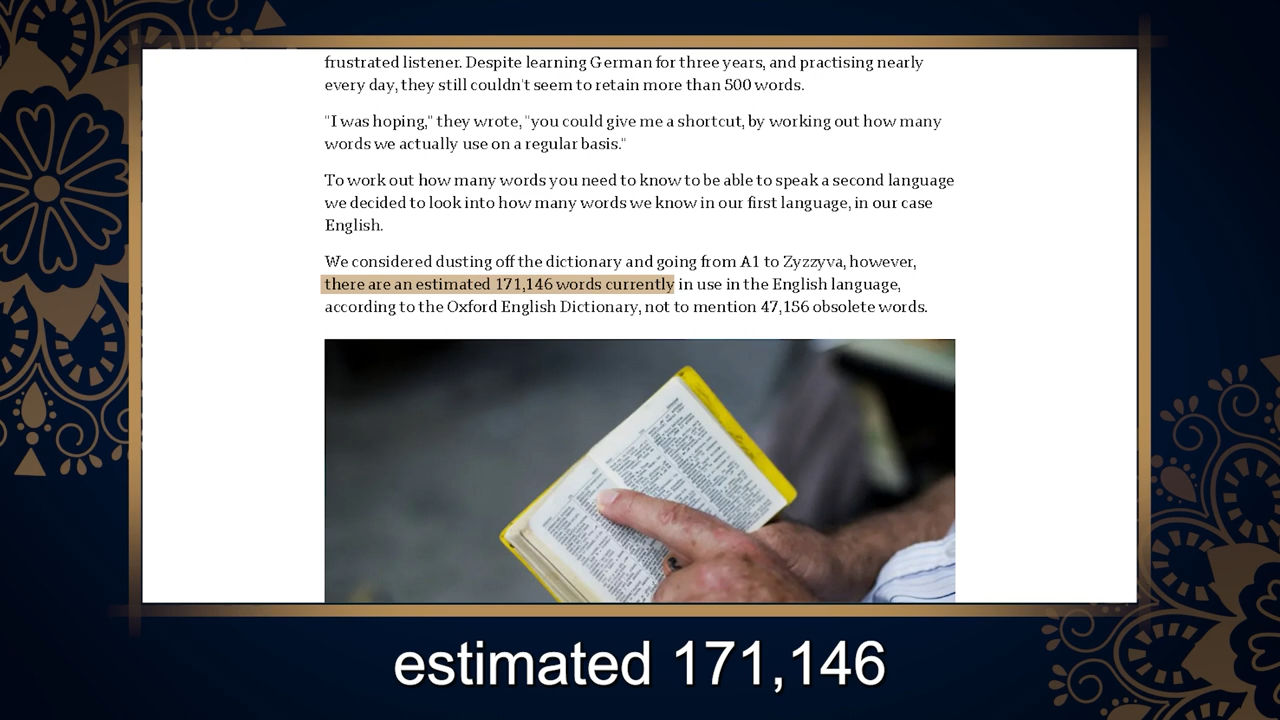 frustrated listener. Despite learning German for three years, and practising nearly
every day, they still couldn't seem to retain more than 500 words.
"I was hoping," they wrote, "you could give me a shortcut, by working out how many
words we actually use on a regular basis."
To work out how many words you need to know to be able to speak a second language
we decided to look into how many words we know in our first language, in our case
English.
We considered dusting off the dictionary and going from A1 to Zyzzyva, however,
there are an estimated 171,146 words currently in use in the English language,
according to the Oxford English Dictionary, not to mention 47,156 obsolete words.
estimated 171,146